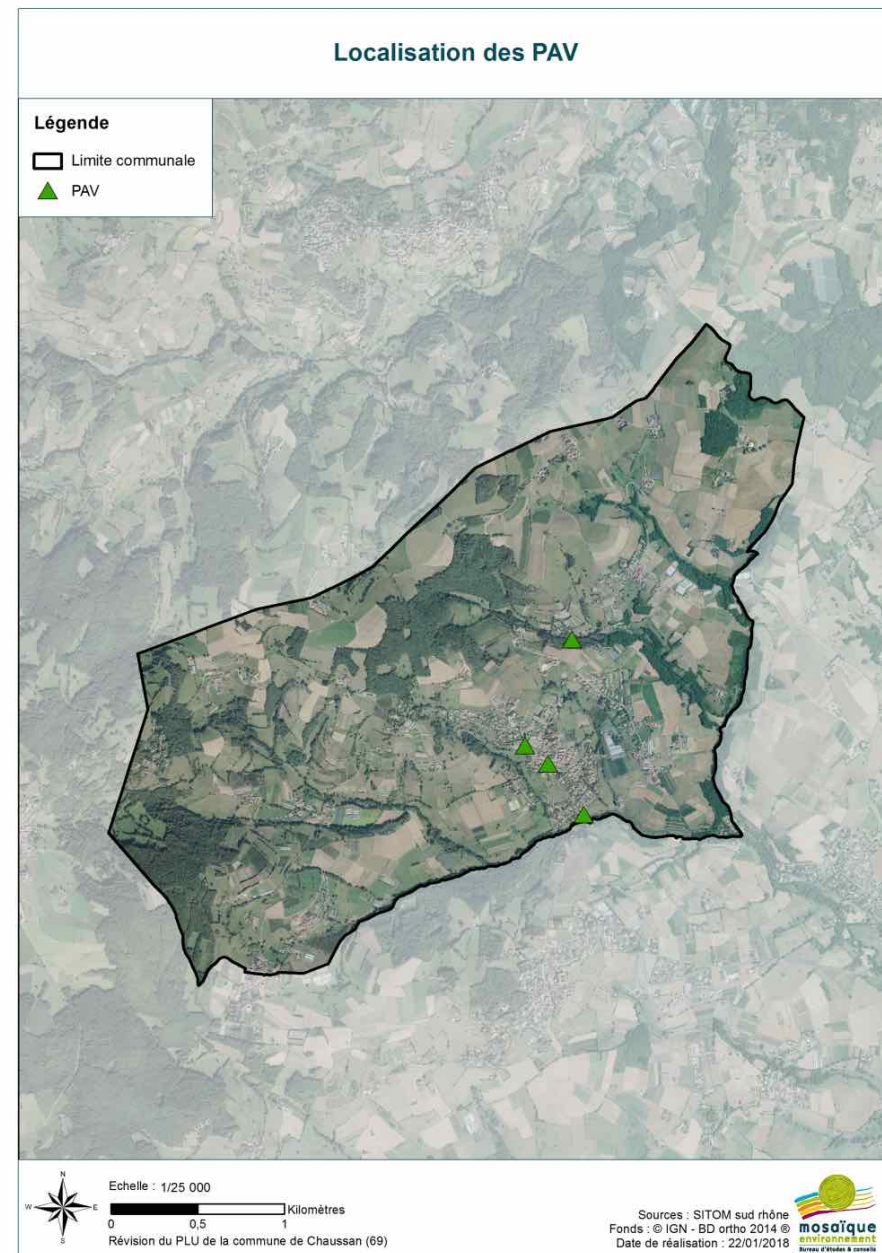 Localisation des PAV
Légende
Limite communale
PAV
N
W E
S
Echelle : 1/25 000
Kilomètres
0 0,5 1
Révision du PLU de la commune de Chaussan (69)
Sources : SITOM sud rhône
Fonds : © IGN - BD ortho 2014 ®
Date de réalisation : 22/01/2018
mosaïque
environnement
Bureau d'études & conseils